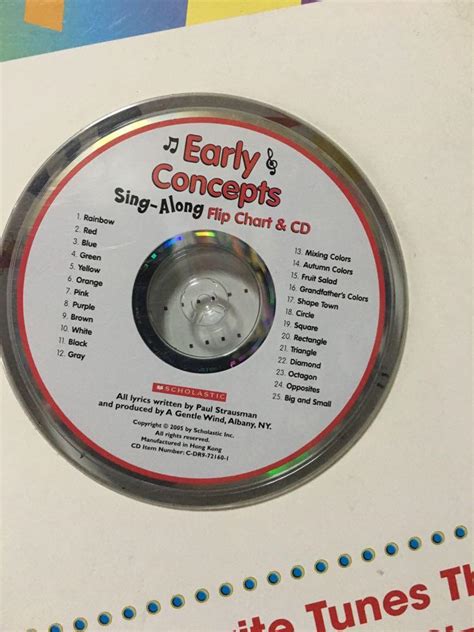 Early
Concepts
Sing-Along Flip Chart & CD
1. Rainbow
2. Red
3. Blue
4. Green
5. Yellow
6. Orange
7. Pink
8. Purple
9. Brown
10. White
11. Black
12. Gray
13. Mixing Colors
14. Autumn Colors
15. Fruit Salad
16. Grandfather's Colors
17. Shape Town
18. Circle
19. Square
20. Rectangle
21. Triangle
22. Diamond
23. Octagon
24. Opposites
25. Big and Small
SCHOLASTIC
All lyrics written by Paul Strausman
and produced by A Gentle Wind, Albany, NY.
Copyright © 2005 by Scholastic Inc.
All rights reserved.
Manufactured in Hong Kong
CD Item Number: C-DR9-72160-1
Tunes